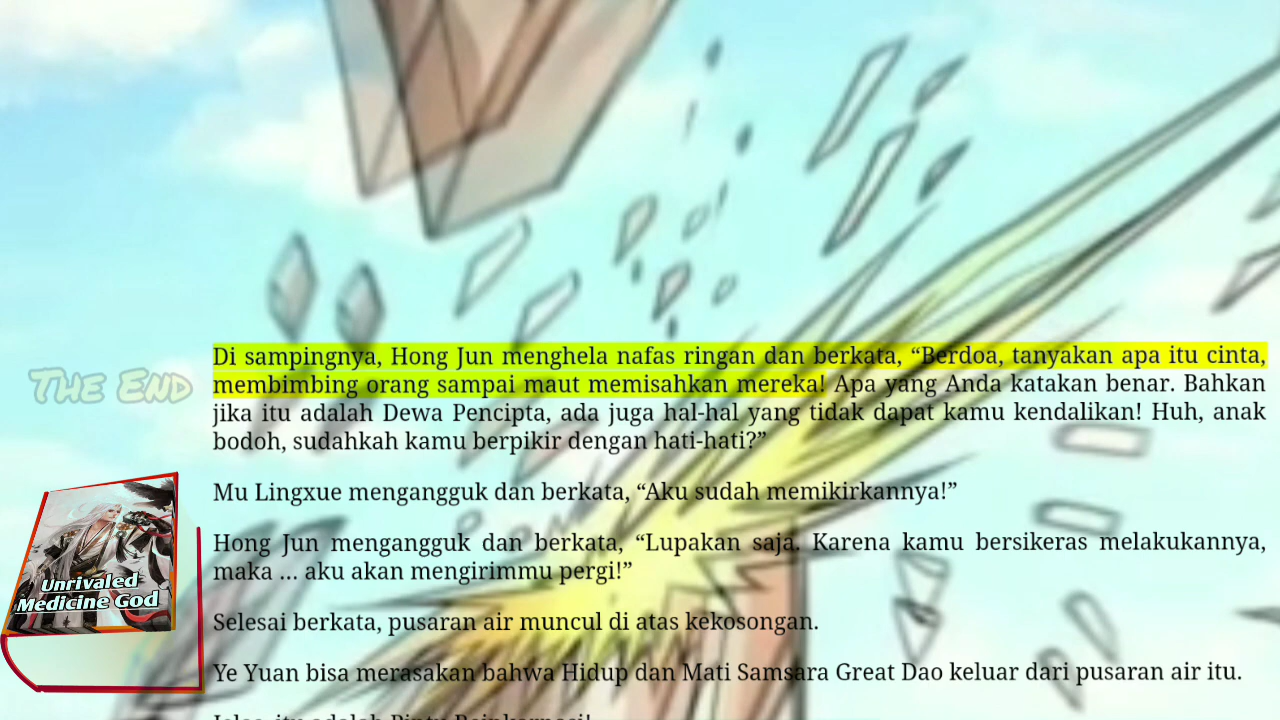 Di sampingnya, Hong Jun menghela nafas ringan dan berkata, “Berdoa, tanyakan apa itu cinta,
membimbing orang sampai maut memisahkan mereka! Apa yang Anda katakan benar. Bahkan
jika itu adalah Dewa Pencipta, ada juga hal-hal yang tidak dapat kamu kendalikan! Huh, anak
bodoh, sudahkah kamu berpikir dengan hati-hati?”
Mu Lingxue mengangguk dan berkata, “Aku sudah memikirkannya!”
Hong Jun mengangguk dan berkata, “Lupakan saja. Karena kamu bersikeras melakukannya,
maka ... aku akan mengirimmu pergi!”
Selesai berkata, pusaran air muncul di atas kekosongan.
Ye Yuan bisa merasakan bahwa Hidup dan Mati Samsara Great Dao keluar dari pusaran air itu.
The End
Unrivaled
Medicine God